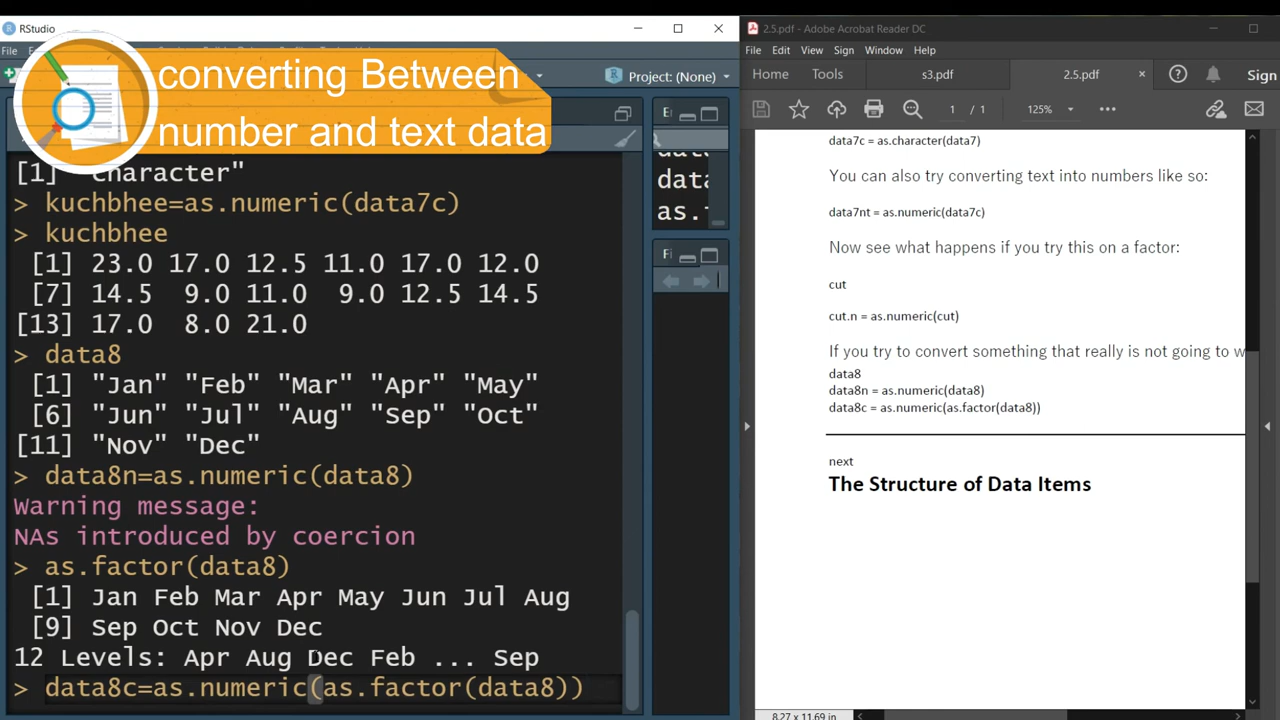 RStudio
File
converting Between
number and text data
Project: (None)
[1] "character"
> kuchbhee=as.numeric(data7c)
> kuchbhee
[1] 23.0 17.0 12.5 11.0 17.0 12.0
[7] 14.5 9.0 11.0 9.0 12.5 14.5
[13] 17.0 8.0 21.0
> data8
[1] "Jan" "Feb" "Mar" "Apr" "May"
[6] "Jun" "Jul" "Aug" "Sep" "Oct"
[11] "Nov" "Dec"
> data8n=as.numeric(data8)
Warning message:
NAs introduced by coercion
> as.factor(data8)
[1] Jan Feb Mar Apr May Jun Jul Aug
[9] Sep Oct Nov Dec
12 Levels: Apr Aug Dec Feb ... Sep
> data8c=as.numeric(as.factor(data8))
2.5.pdf - Adobe Acrobat Reader DC
File Edit View Sign Window Help
Home Tools s3.pdf 2.5.pdf × Sign
1 / 1 125%
data7c = as.character(data7)
You can also try converting text into numbers like so:
data7nt = as.numeric(data7c)
Now see what happens if you try this on a factor:
cut
cut.n = as.numeric(cut)
If you try to convert something that really is not going to w
data8
data8n = as.numeric(data8)
data8c = as.numeric(as.factor(data8))
next
The Structure of Data Items
8.27 x 11.69 in